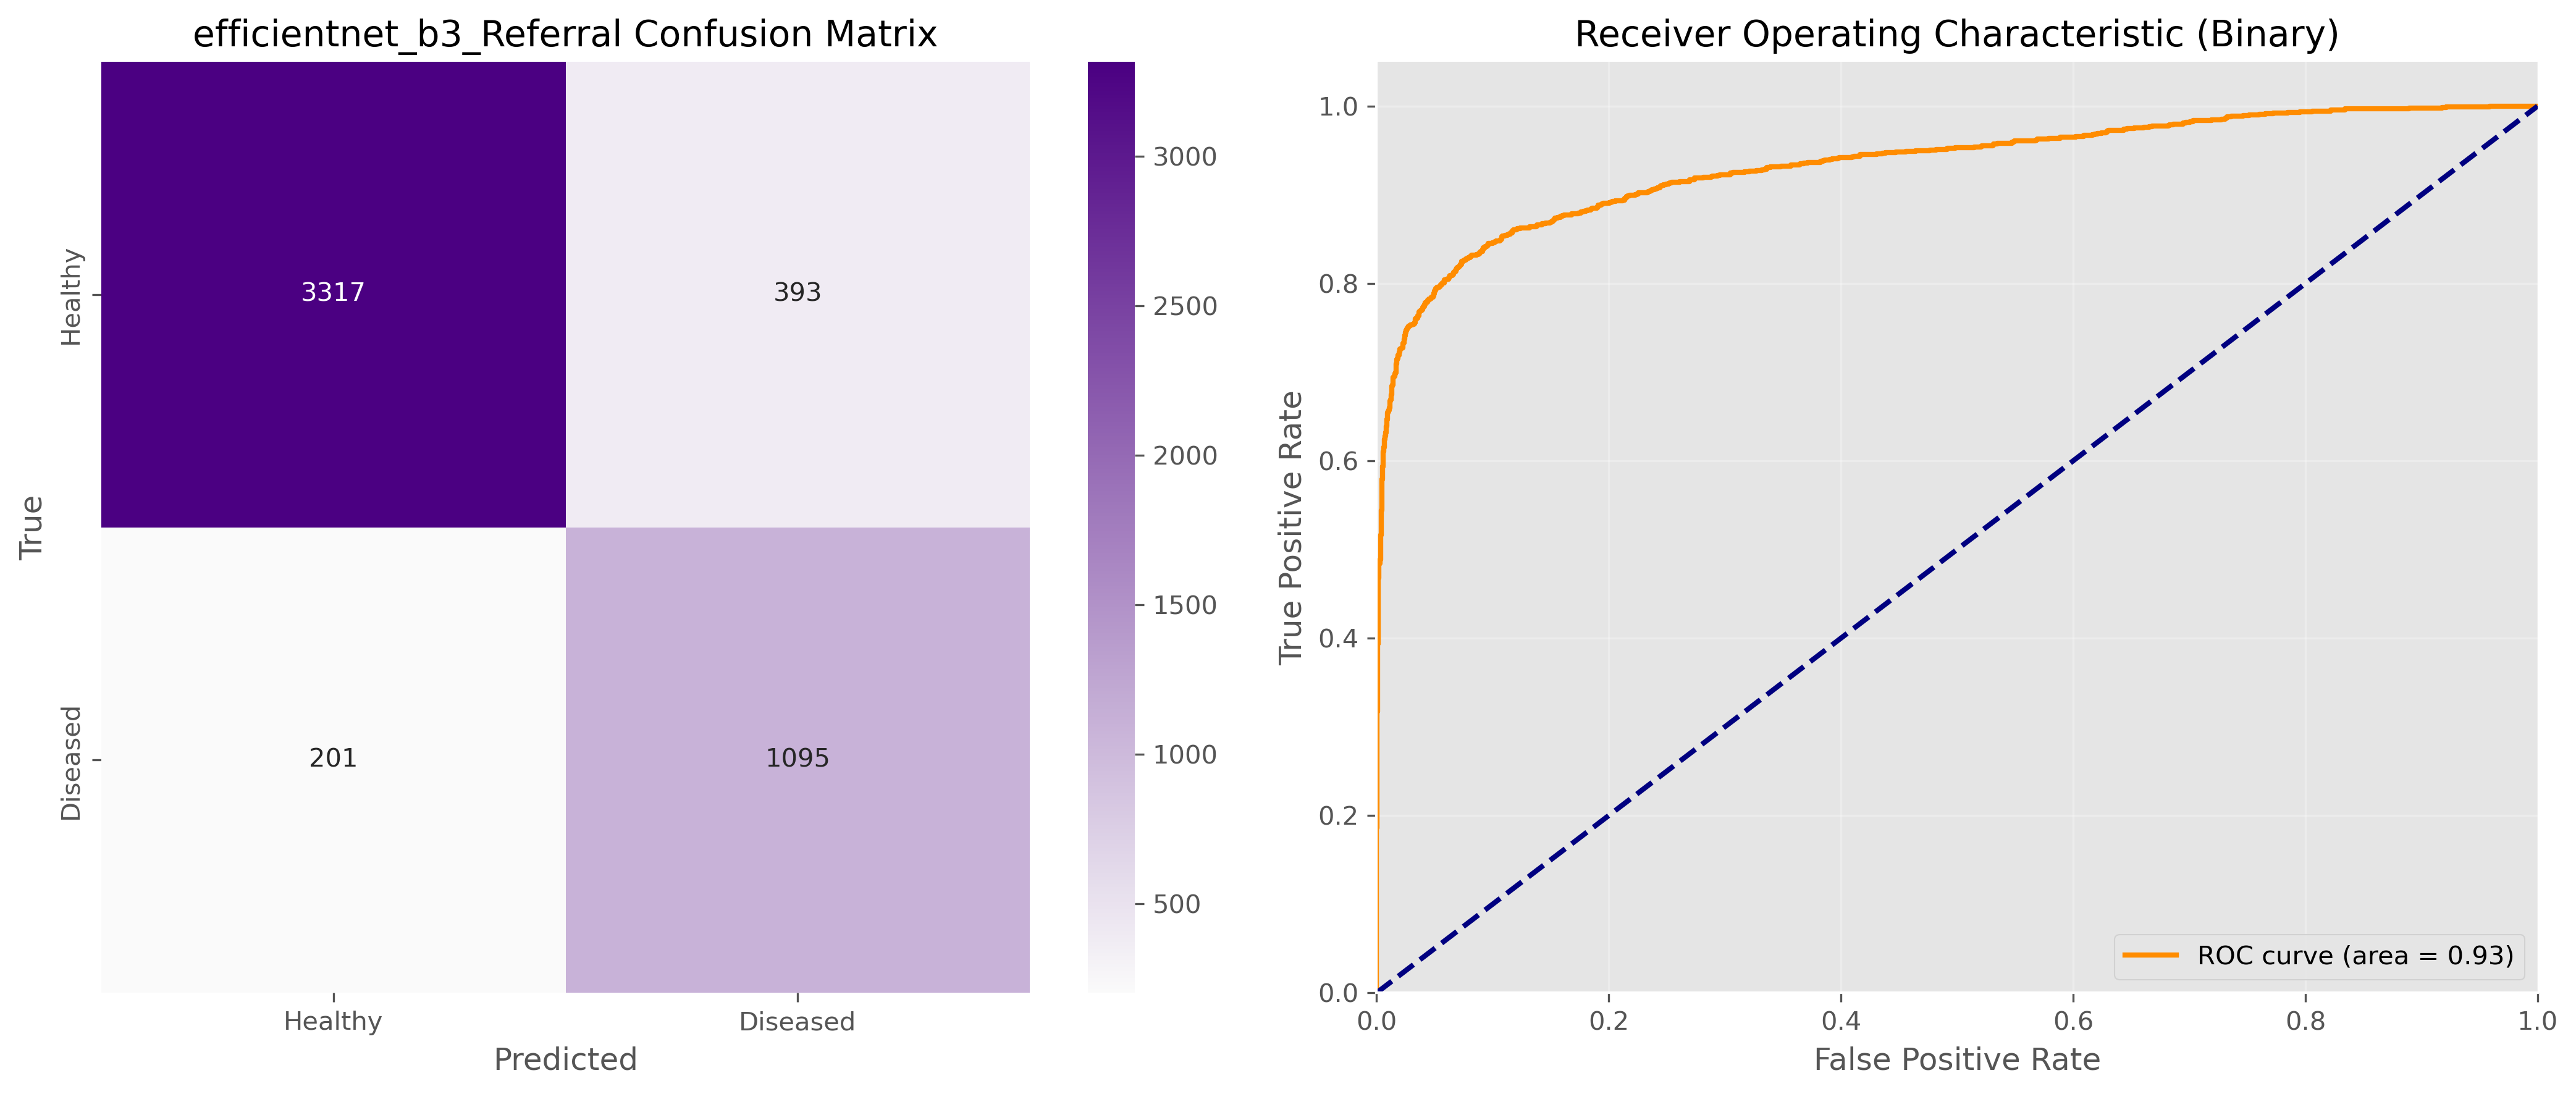 efficientnet_b3_Referral Confusion Matrix
True
Healthy
Diseased
3317
393
201
1095
Healthy
Diseased
Predicted
3000
2500
2000
1500
1000
500
Receiver Operating Characteristic (Binary)
True Positive Rate
1.0
0.8
0.6
0.4
0.2
0.0
0.0
0.2
0.4
0.6
0.8
1.0
False Positive Rate
ROC curve (area = 0.93)